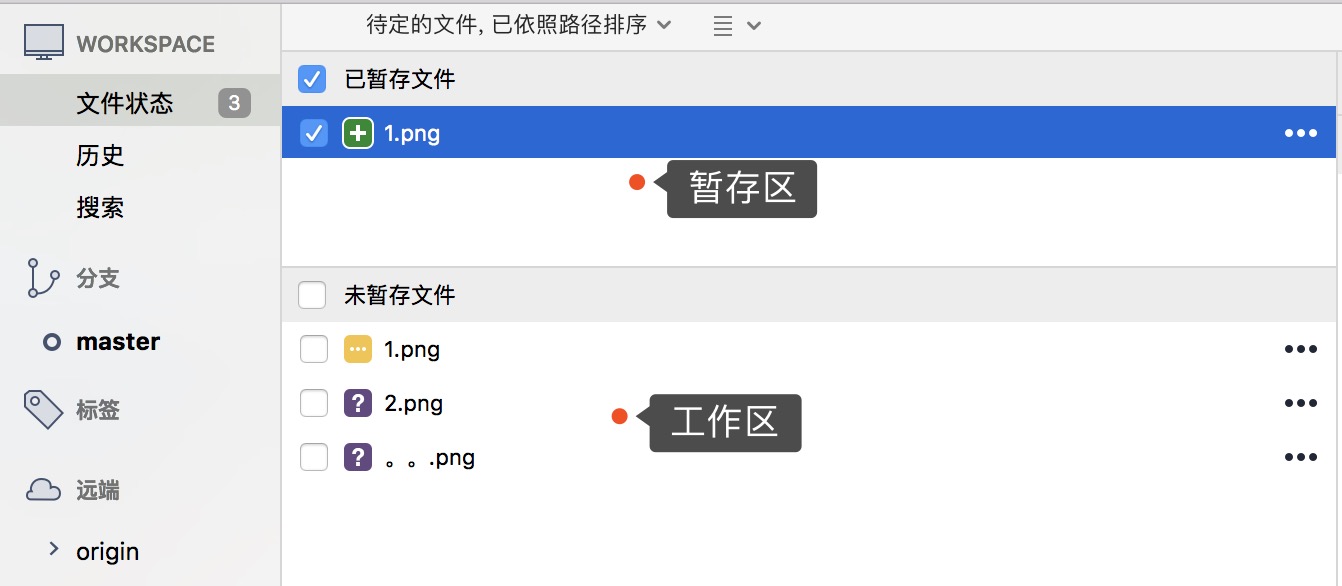 WORKSPACE
文件状态 3
历史
搜索
分支
master
标签
远端
origin
待定的文件, 已依照路径排序
已暂存文件
1.png
暂存区
未暂存文件
1.png
2.png
工作区
。。.png